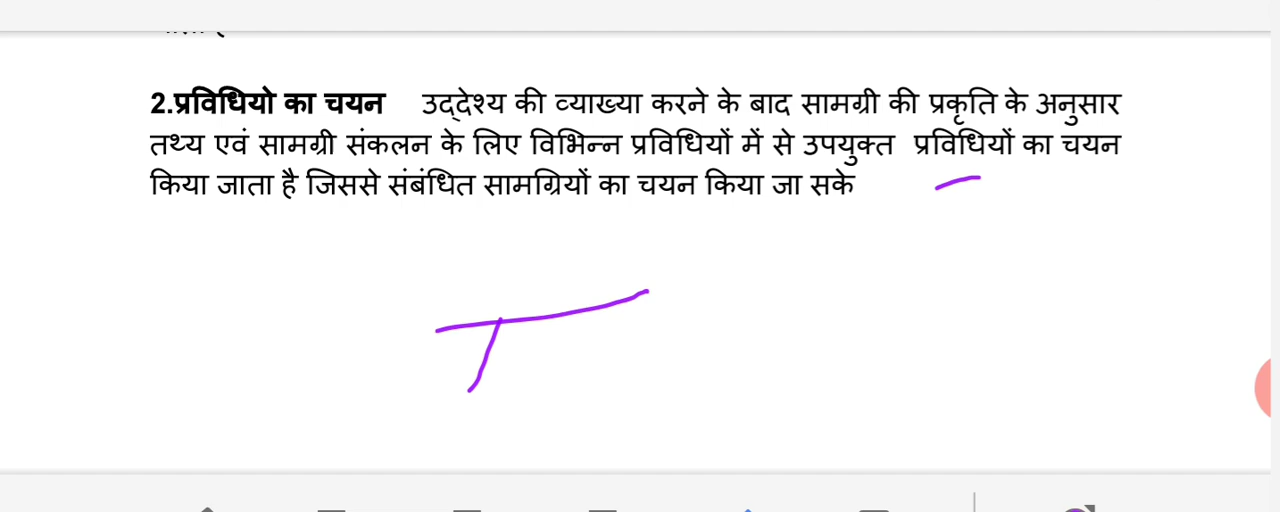 2.प्रविधियो का चयन उद्देश्य की व्याख्या करने के बाद सामग्री की प्रकृति के अनुसार
तथ्य एवं सामग्री संकलन के लिए विभिन्न प्रविधियों में से उपयुक्त प्रविधियों का चयन
किया जाता है जिससे संबंधित सामग्रियों का चयन किया जा सके